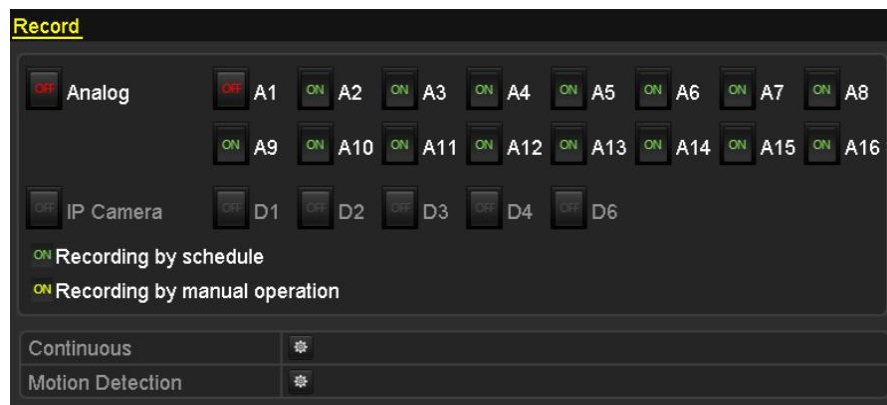 Record
OFF Analog OFF A1 ON A2 ON A3 ON A4 ON A5 ON A6 ON A7 ON A8
ON A9 ON A10 ON A11 ON A12 ON A13 ON A14 ON A15 ON A16
OFF IP Camera OFF D1 OFF D2 OFF D3 OFF D4 OFF D6
ON Recording by schedule
ON Recording by manual operation
Continuous
Motion Detection